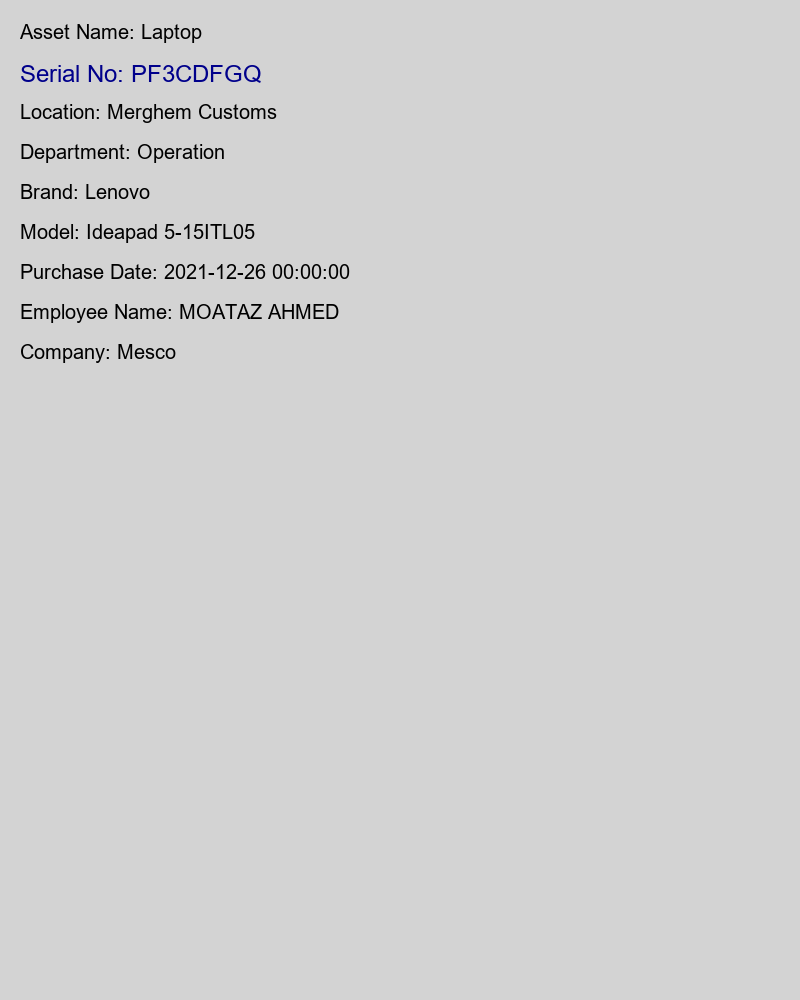 Asset Name: Laptop
Serial No: PF3CDFGQ
Location: Merghem Customs
Department: Operation
Brand: Lenovo
Model: Ideapad 5-15ITL05
Purchase Date: 2021-12-26 00:00:00
Employee Name: MOATAZ AHMED
Company: Mesco